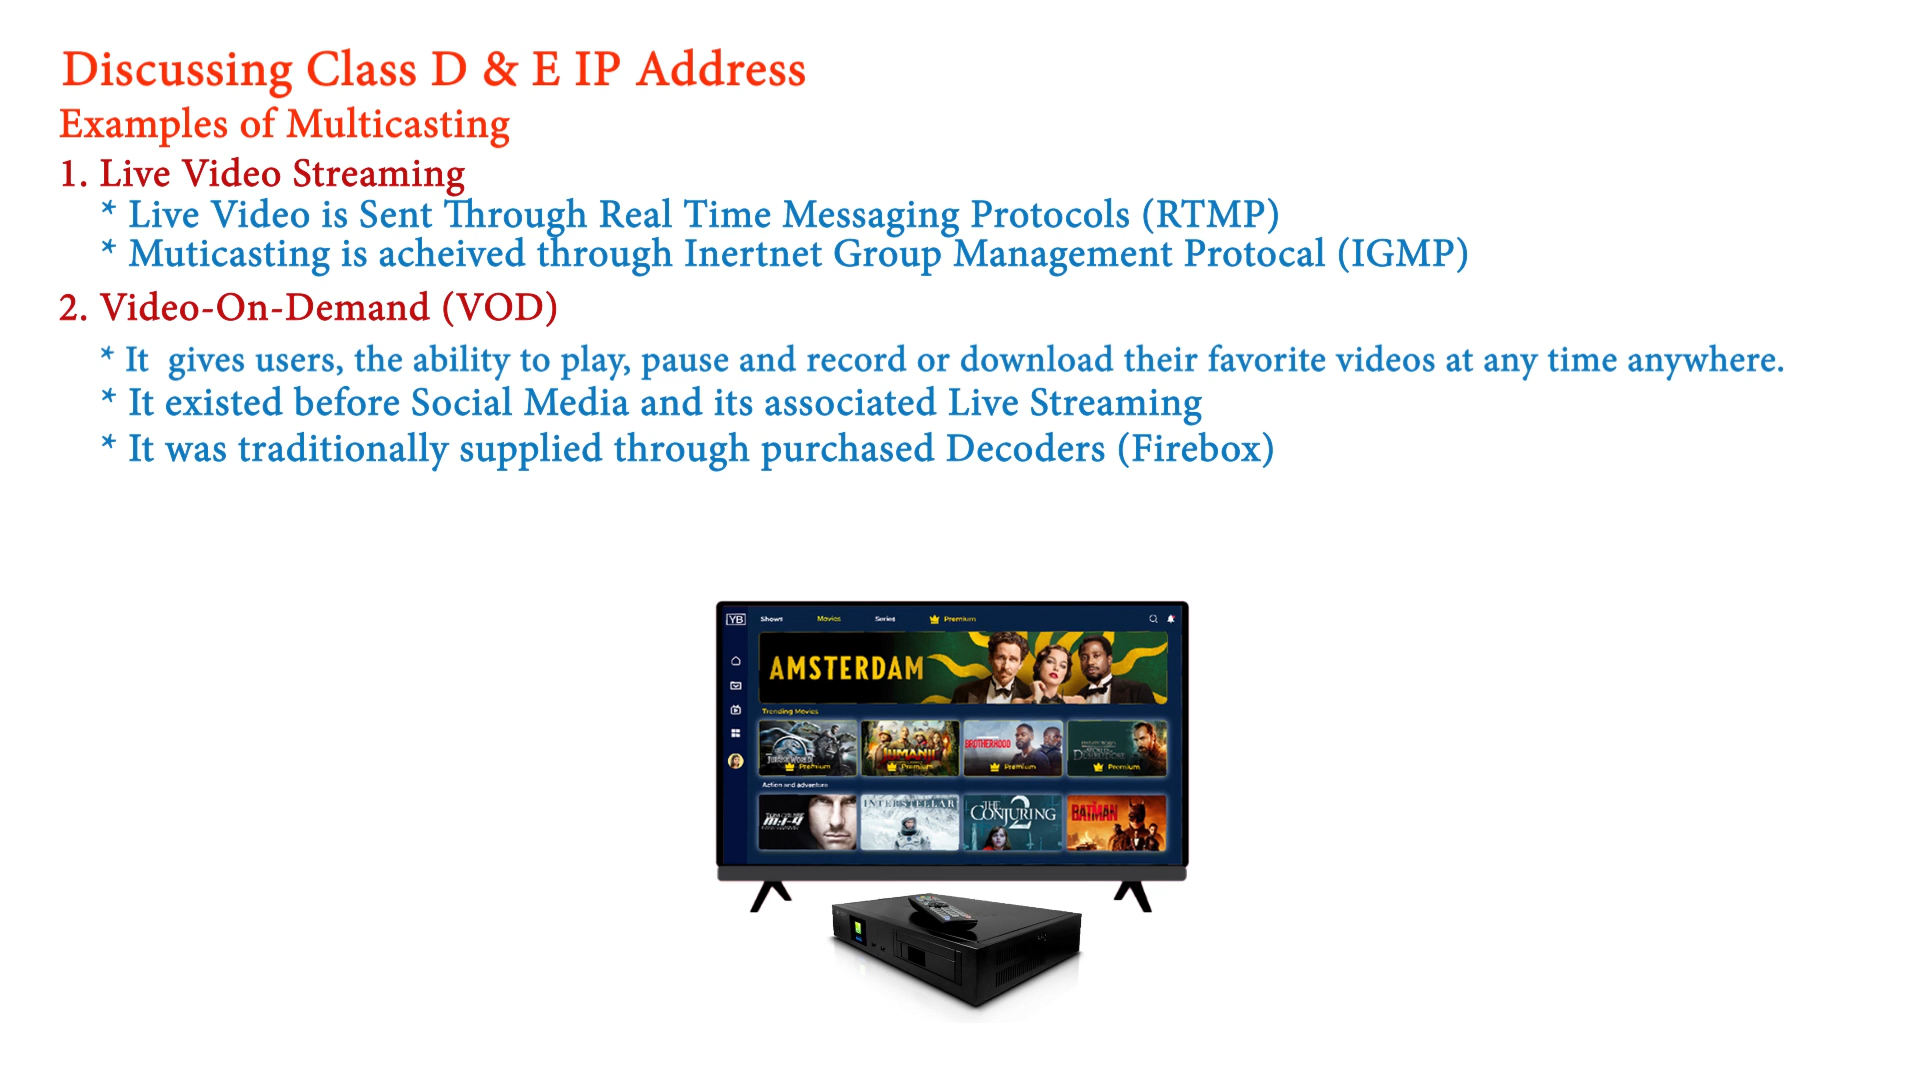 Discussing Class D & E IP Address
Examples of Multicasting
1. Live Video Streaming
* Live Video is Sent Through Real Time Messaging Protocols (RTMP)
* Muticasting is acheived through Inertnet Group Management Protocal (IGMP)
2. Video-On-Demand (VOD)
* It gives users, the ability to play, pause and record or download their favorite videos at any time anywhere.
* It existed before Social Media and its associated Live Streaming
* It was traditionally supplied through purchased Decoders (Firebox)
YB Shows Movies Series Premium
AMSTERDAM
Trending Movies
JURASSIC WORLD JUMANJI BROTHERHOOD
Premium Premium Premium Premium
Action and adventure
M:I-4 INTERSTELLAR THE CONJURING 2 BATMAN